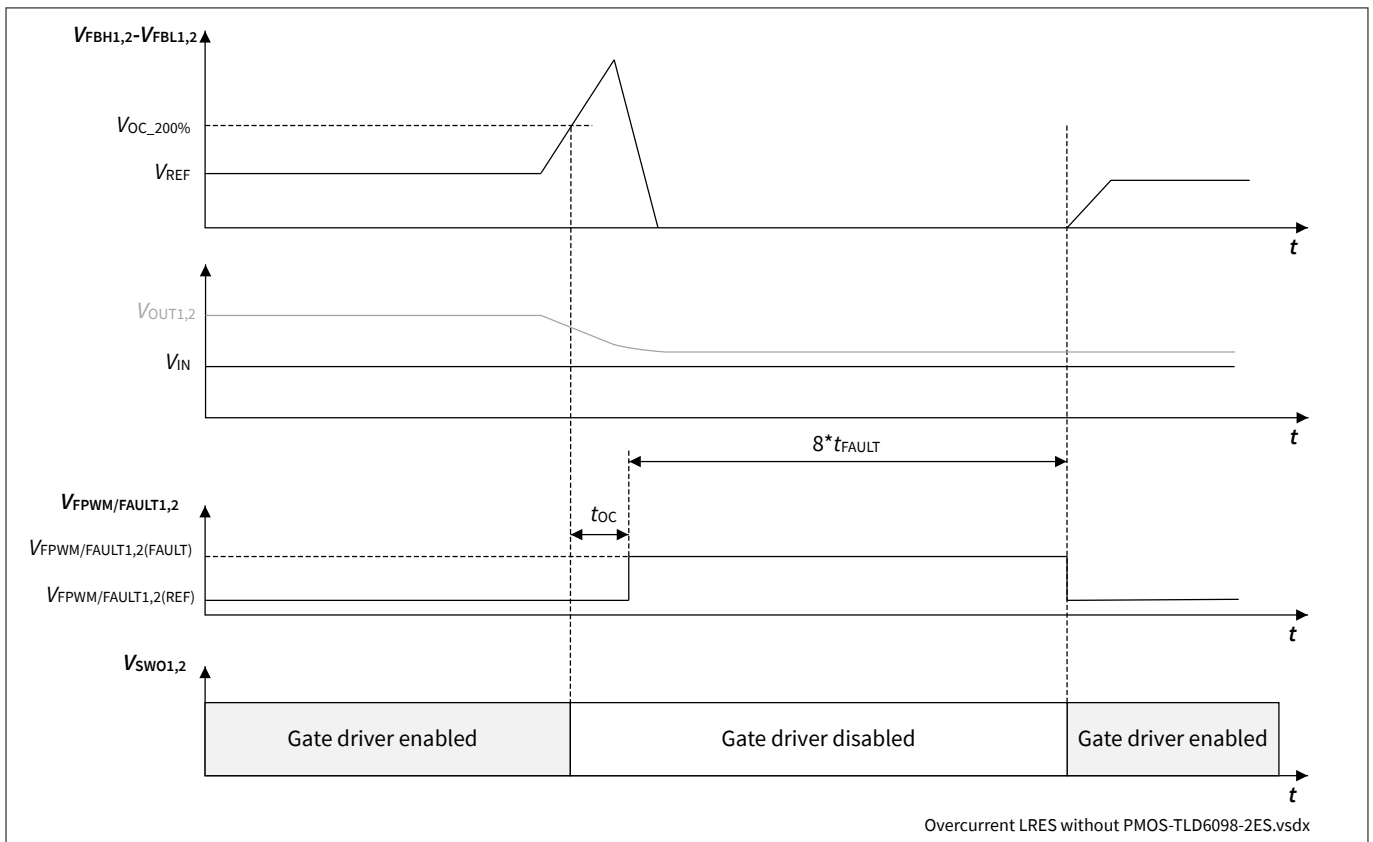 VFBH1,2-VFBL1,2
VOC_200%
VREF
t
VOUT1,2
VIN
t
8*tFAULT
VFPWM/FAULT1,2
tOC
VFPWM/FAULT1,2(FAULT)
VFPWM/FAULT1,2(REF)
t
VSWO1,2
Gate driver enabled Gate driver disabled Gate driver enabled
t
Overcurrent LRES without PMOS-TLD6098-2ES.vsdx